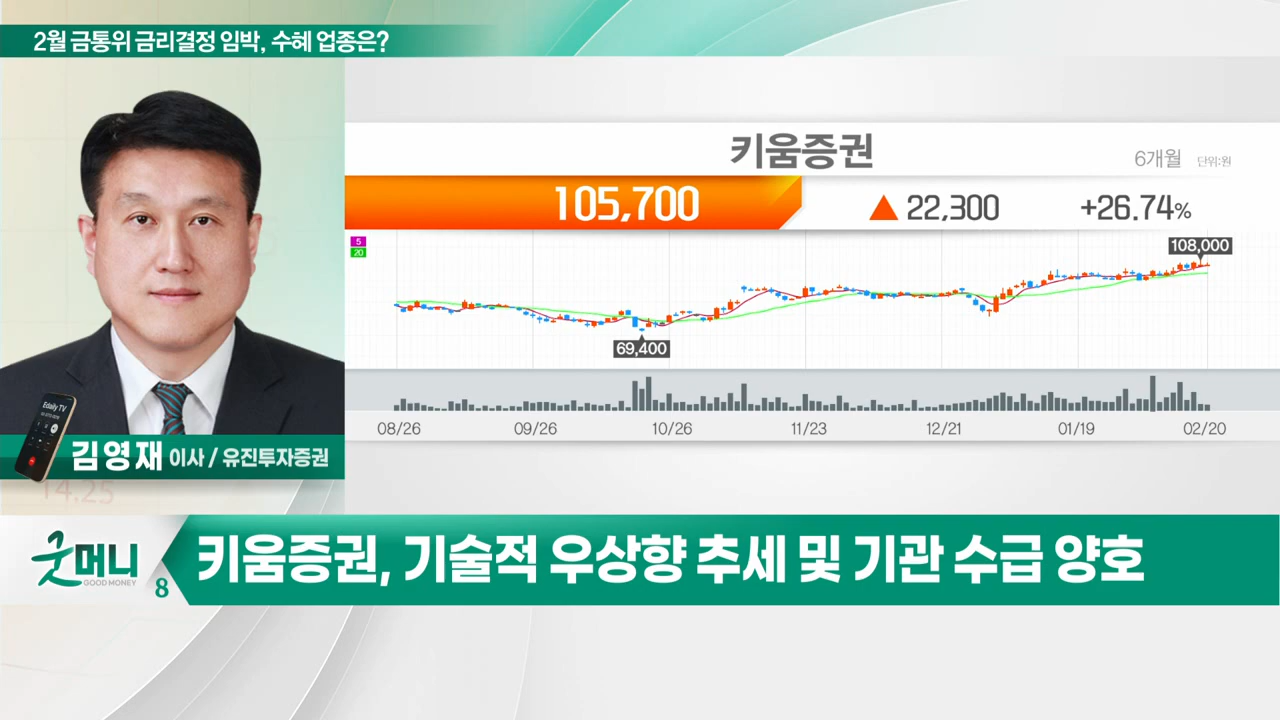 2월 금통위 금리결정 임박, 수혜 업종은?
키움증권
6개월 단위:원
105,700 ▲ 22,300 +26.74%
5
20
108,000
69,400
08/26 09/26 10/26 11/23 12/21 01/19 02/20
Edaily TV
김영재 이사 / 유진투자증권
14.25
굿머니
GOOD MONEY
8
키움증권, 기술적 우상향 추세 및 기관 수급 양호